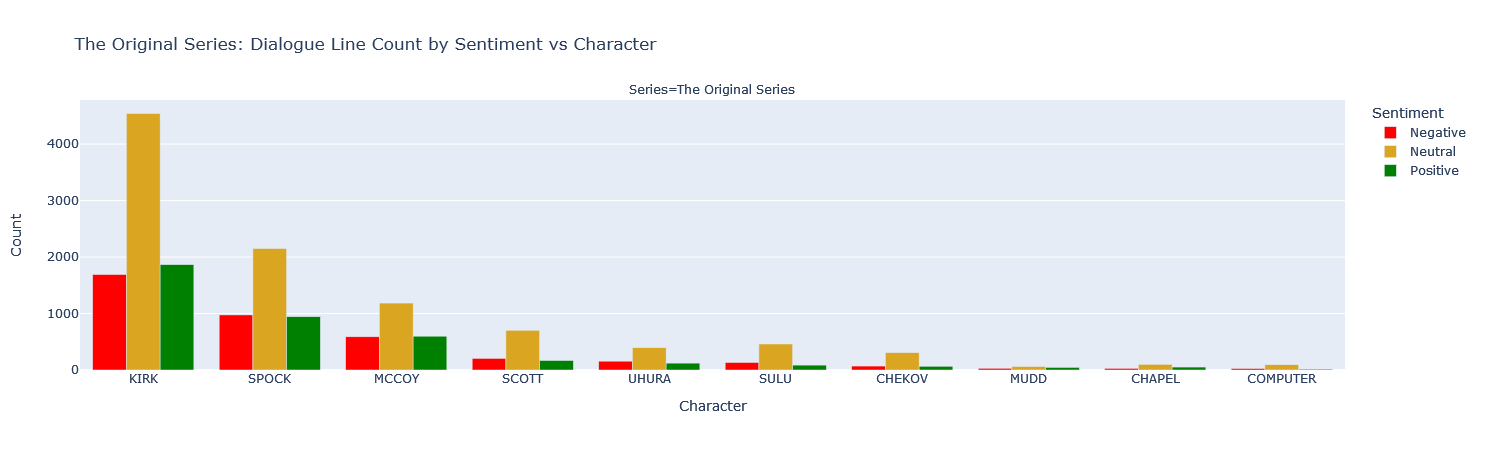 The Original Series: Dialogue Line Count by Sentiment vs Character
Series=The Original Series
Sentiment
Negative
Neutral
Positive
Count
4000
3000
2000
1000
0
KIRK SPOCK MCCOY SCOTT UHURA SULU CHEKOV MUDD CHAPEL COMPUTER
Character